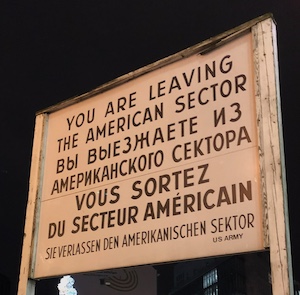 YOU ARE LEAVING
THE AMERICAN SECTOR
ВЫ ВЫЕЗЖАЕТЕ ИЗ
АМЕРИКАНСКОГО СЕКТОРА
VOUS SORTEZ
DU SECTEUR AMÉRICAIN
SIE VERLASSEN DEN AMERIKANISCHEN SEKTOR
US ARMY